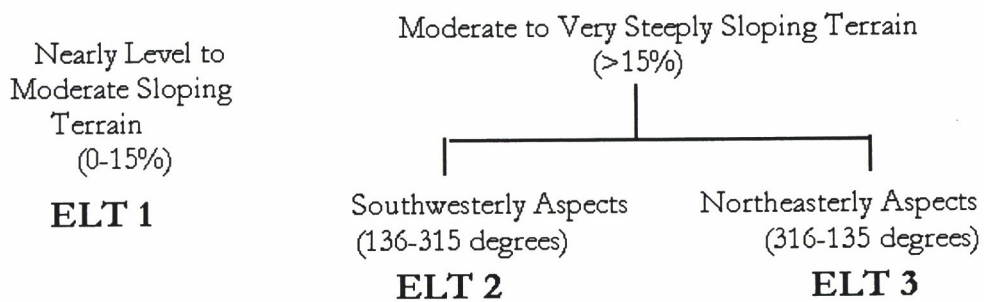 Nearly Level to
Moderate Sloping
Terrain
(0-15%)
ELT 1
Moderate to Very Steeply Sloping Terrain
(>15%)
Southwesterly Aspects
(136-315 degrees)
ELT 2
Northeasterly Aspects
(316-135 degrees)
ELT 3